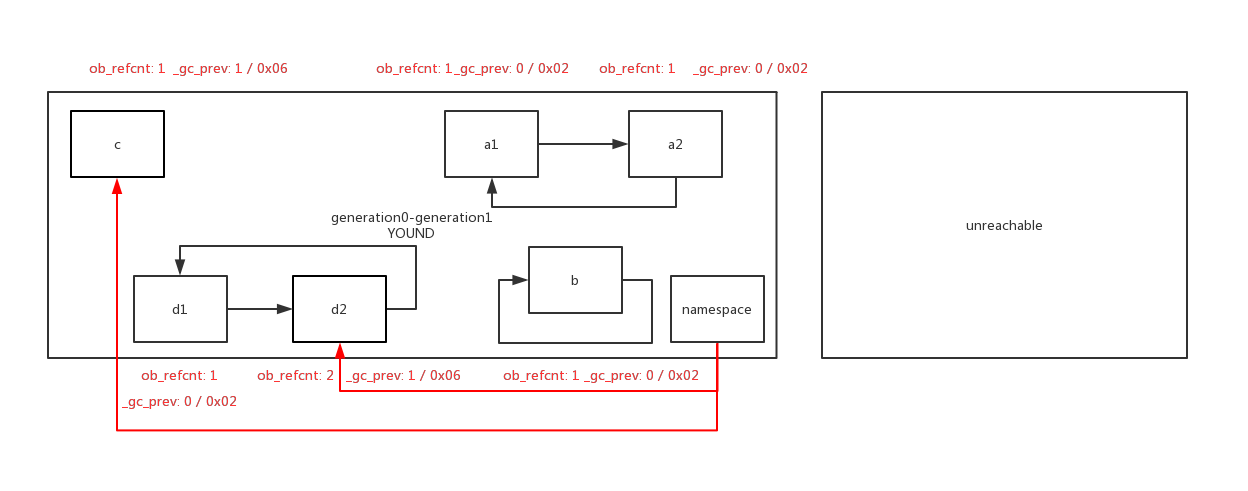 ob_refcnt: 1 _gc_prev: 1 / 0x06
ob_refcnt: 1 _gc_prev: 0 / 0x02
ob_refcnt: 1 _gc_prev: 0 / 0x02
c
a1
a2
generation0-generation1
YOUND
unreachable
d1
d2
b
namespace
ob_refcnt: 1
_gc_prev: 0 / 0x02
ob_refcnt: 2 _gc_prev: 1 / 0x06
ob_refcnt: 1 _gc_prev: 0 / 0x02